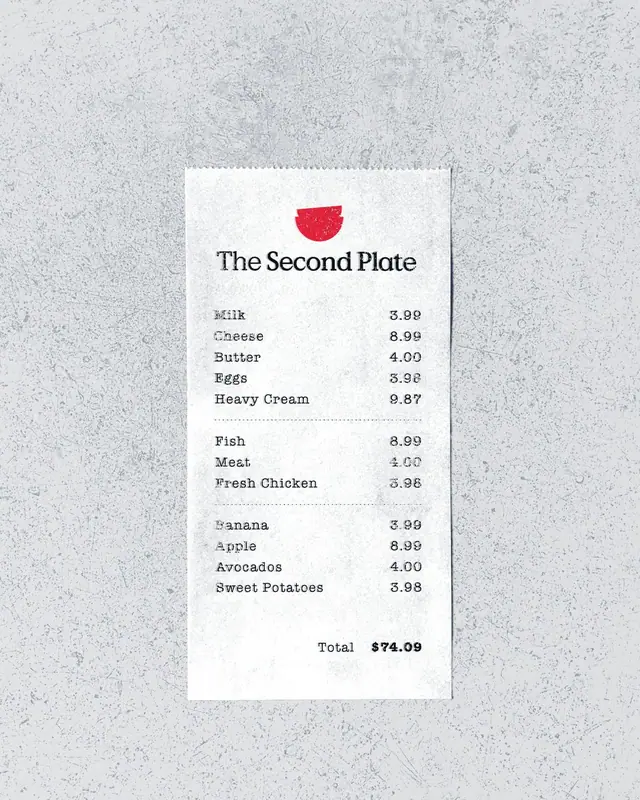 The Second Plate
Milk 3.99
Cheese 8.99
Butter 4.00
Eggs 3.98
Heavy Cream 9.87
Fish 8.99
Meat 4.00
Fresh Chicken 3.98
Banana 3.99
Apple 8.99
Avocados 4.00
Sweet Potatoes 3.98
Total $74.09